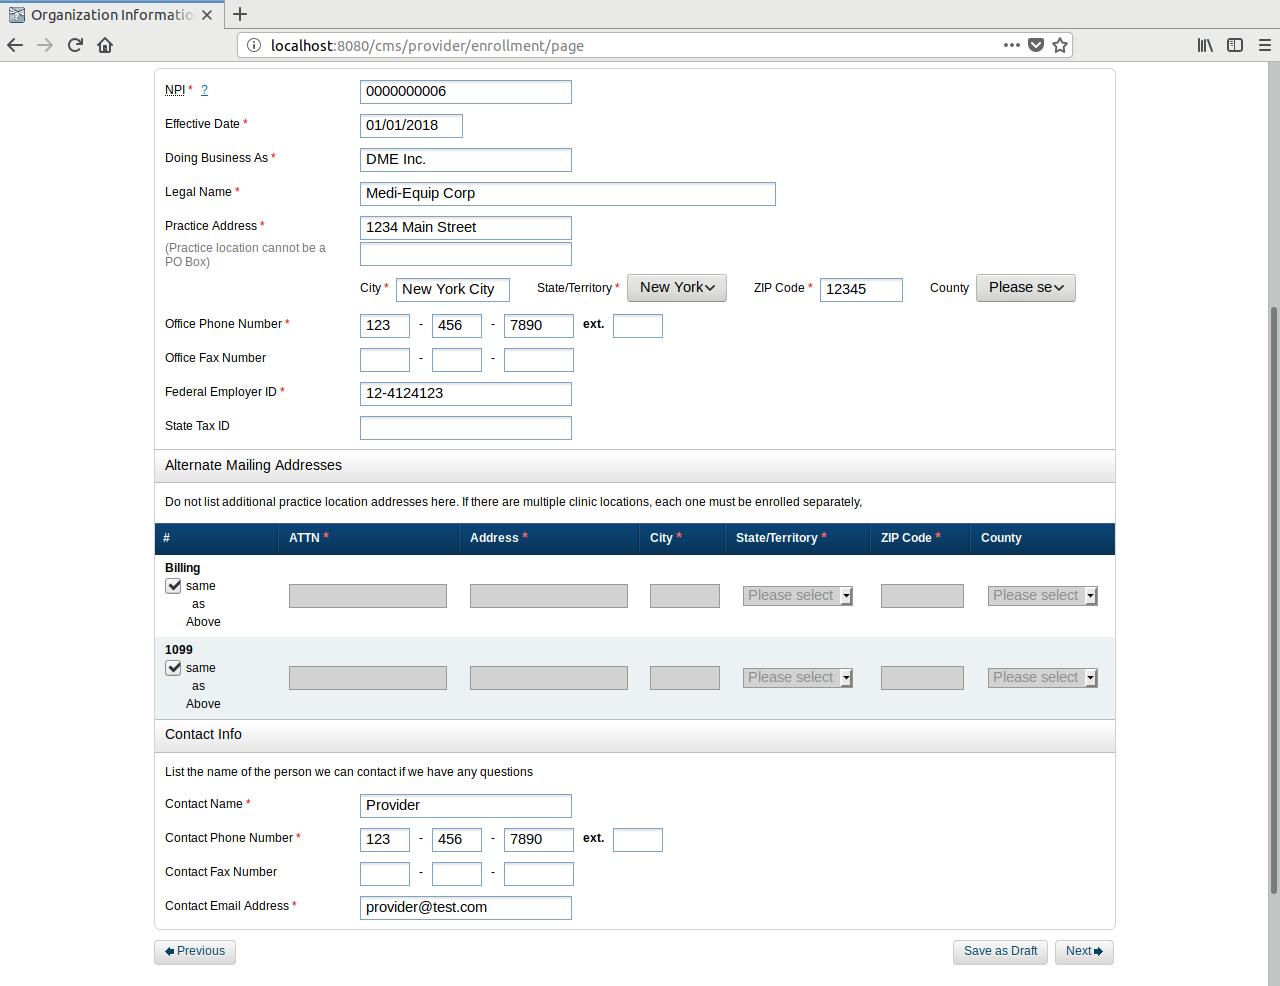 Organization Informatio
localhost:8080/cms/provider/enrollment/page
NPI * ? 0000000006
Effective Date * 01/01/2018
Doing Business As * DME Inc.
Legal Name * Medi-Equip Corp
Practice Address * 1234 Main Street
(Practice location cannot be a
PO Box)
City * New York City State/Territory * New York ZIP Code * 12345 County Please se
Office Phone Number * 123 - 456 - 7890 ext.
Office Fax Number - -
Federal Employer ID * 12-4124123
State Tax ID
Alternate Mailing Addresses
Do not list additional practice location addresses here. If there are multiple clinic locations, each one must be enrolled separately,
# ATTN * Address * City * State/Territory * ZIP Code * County
Billing
same
as
Above
Please select Please select
1099
same
as
Above
Please select Please select
Contact Info
List the name of the person we can contact if we have any questions
Contact Name * Provider
Contact Phone Number * 123 - 456 - 7890 ext.
Contact Fax Number - -
Contact Email Address * provider@test.com
Previous Save as Draft Next